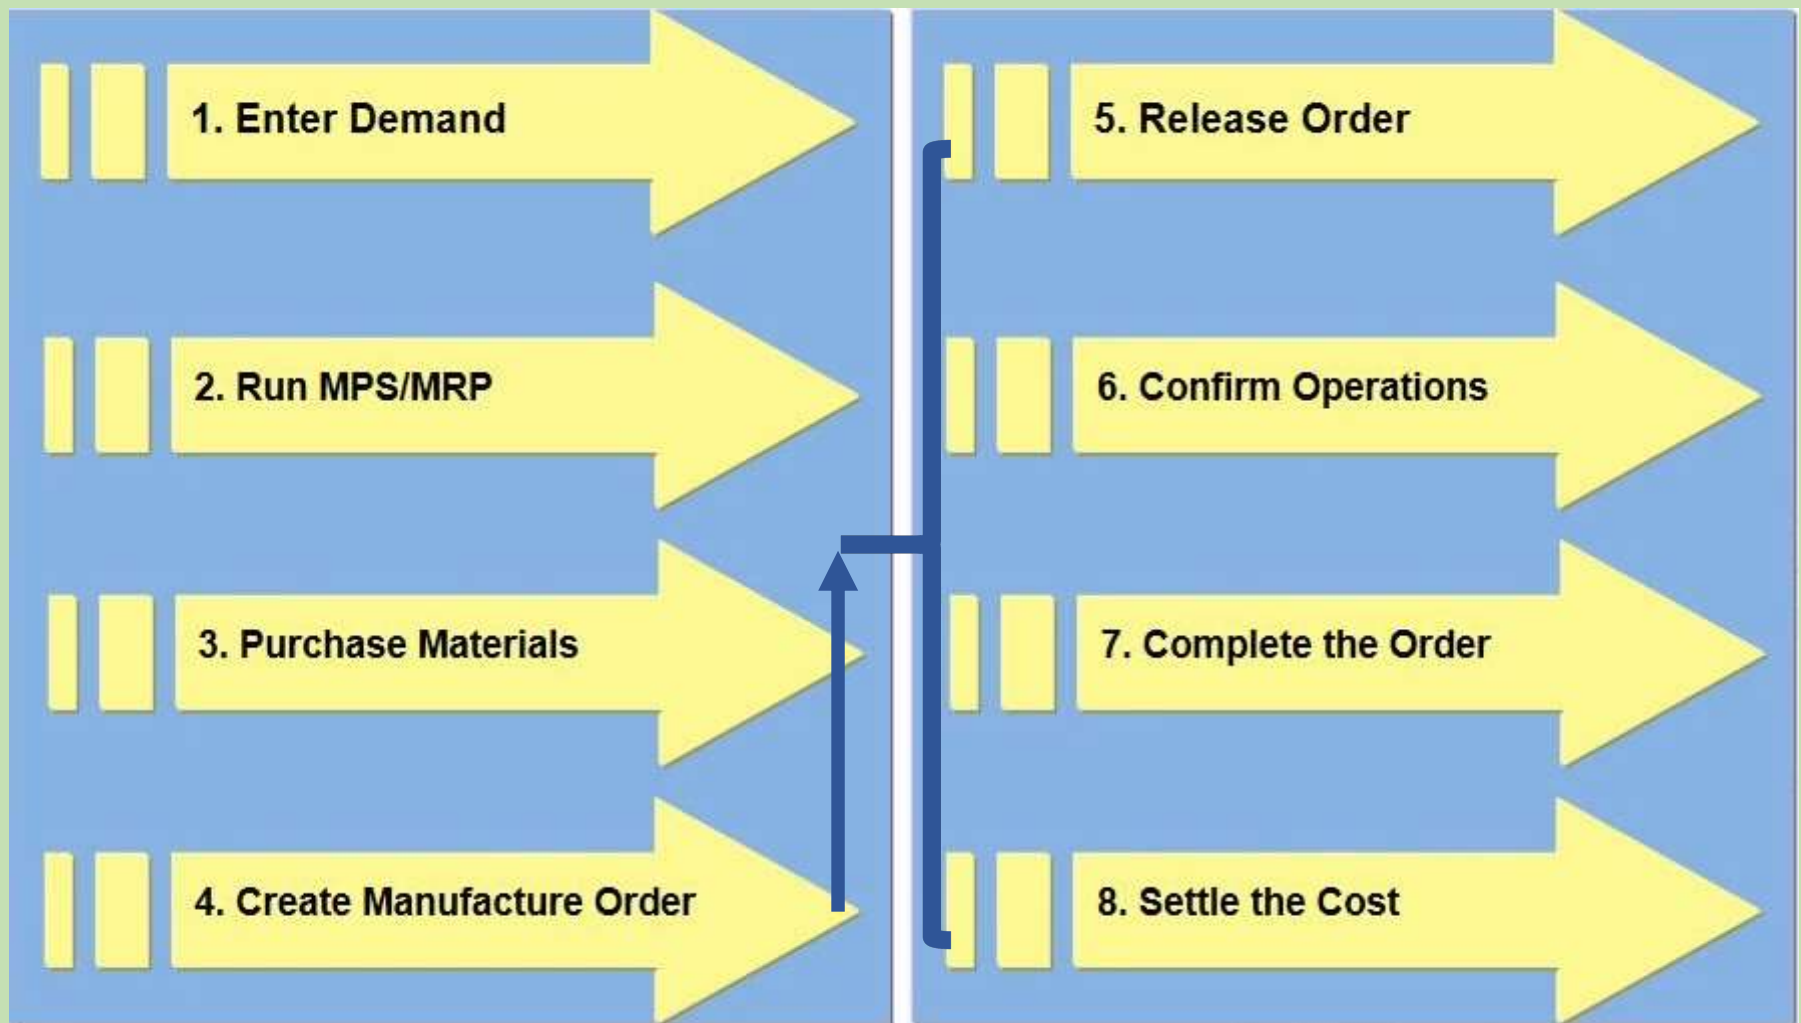 1. Enter Demand
2. Run MPS/MRP
3. Purchase Materials
4. Create Manufacture Order
5. Release Order
6. Confirm Operations
7. Complete the Order
8. Settle the Cost